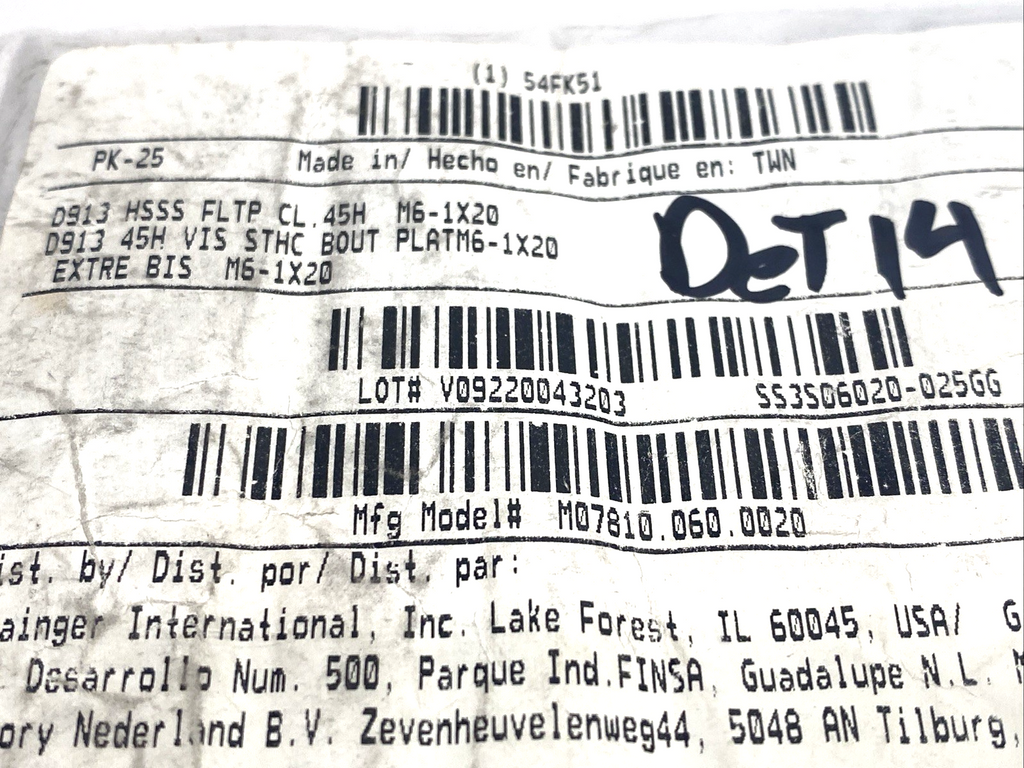 (1) 54FK51
PK-25 Made in/ Hecho en/ Fabrique en: TWN
D913 HSSS FLTP CL.45H M6-1X20
D913 45H VIS STHC BOUT PLATM6-1X20
EXTRE BIS M6-1X20
DeT 14
LOT# V09220043203 SS3S06020-025GG
Mfg Model# M07810.060.0020
ist. by/ Dist. por/ Dist. par:
ainger International, Inc. Lake Forest, IL 60045, USA/ G
Desarrollo Num. 500, Parque Ind.FINSA, Guadalupe N.L. M
ory Nederland B.V. Zevenheuvelenweg44, 5048 AN Tilburg,